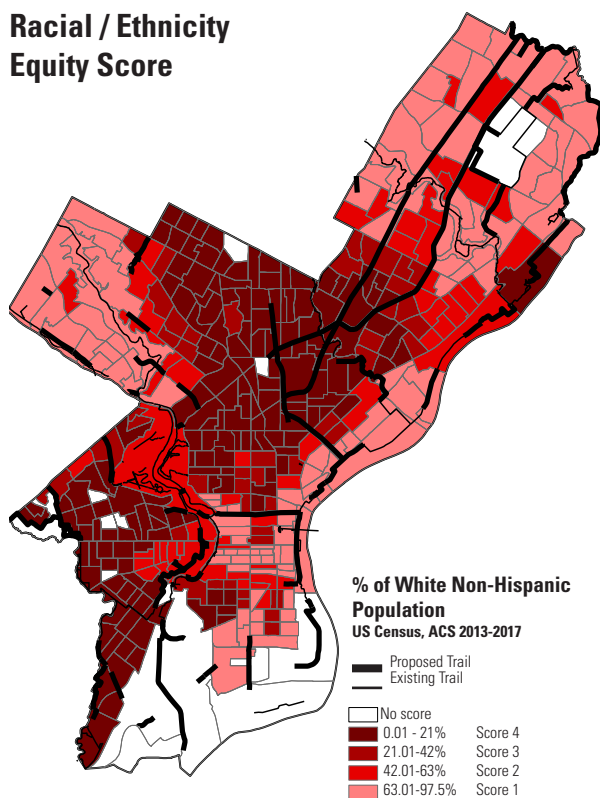 Racial / Ethnicity
Equity Score
% of White Non-Hispanic
Population
US Census, ACS 2013-2017
Proposed Trail
Existing Trail
No score
0.01 - 21% Score 4
21.01-42% Score 3
42.01-63% Score 2
63.01-97.5% Score 1